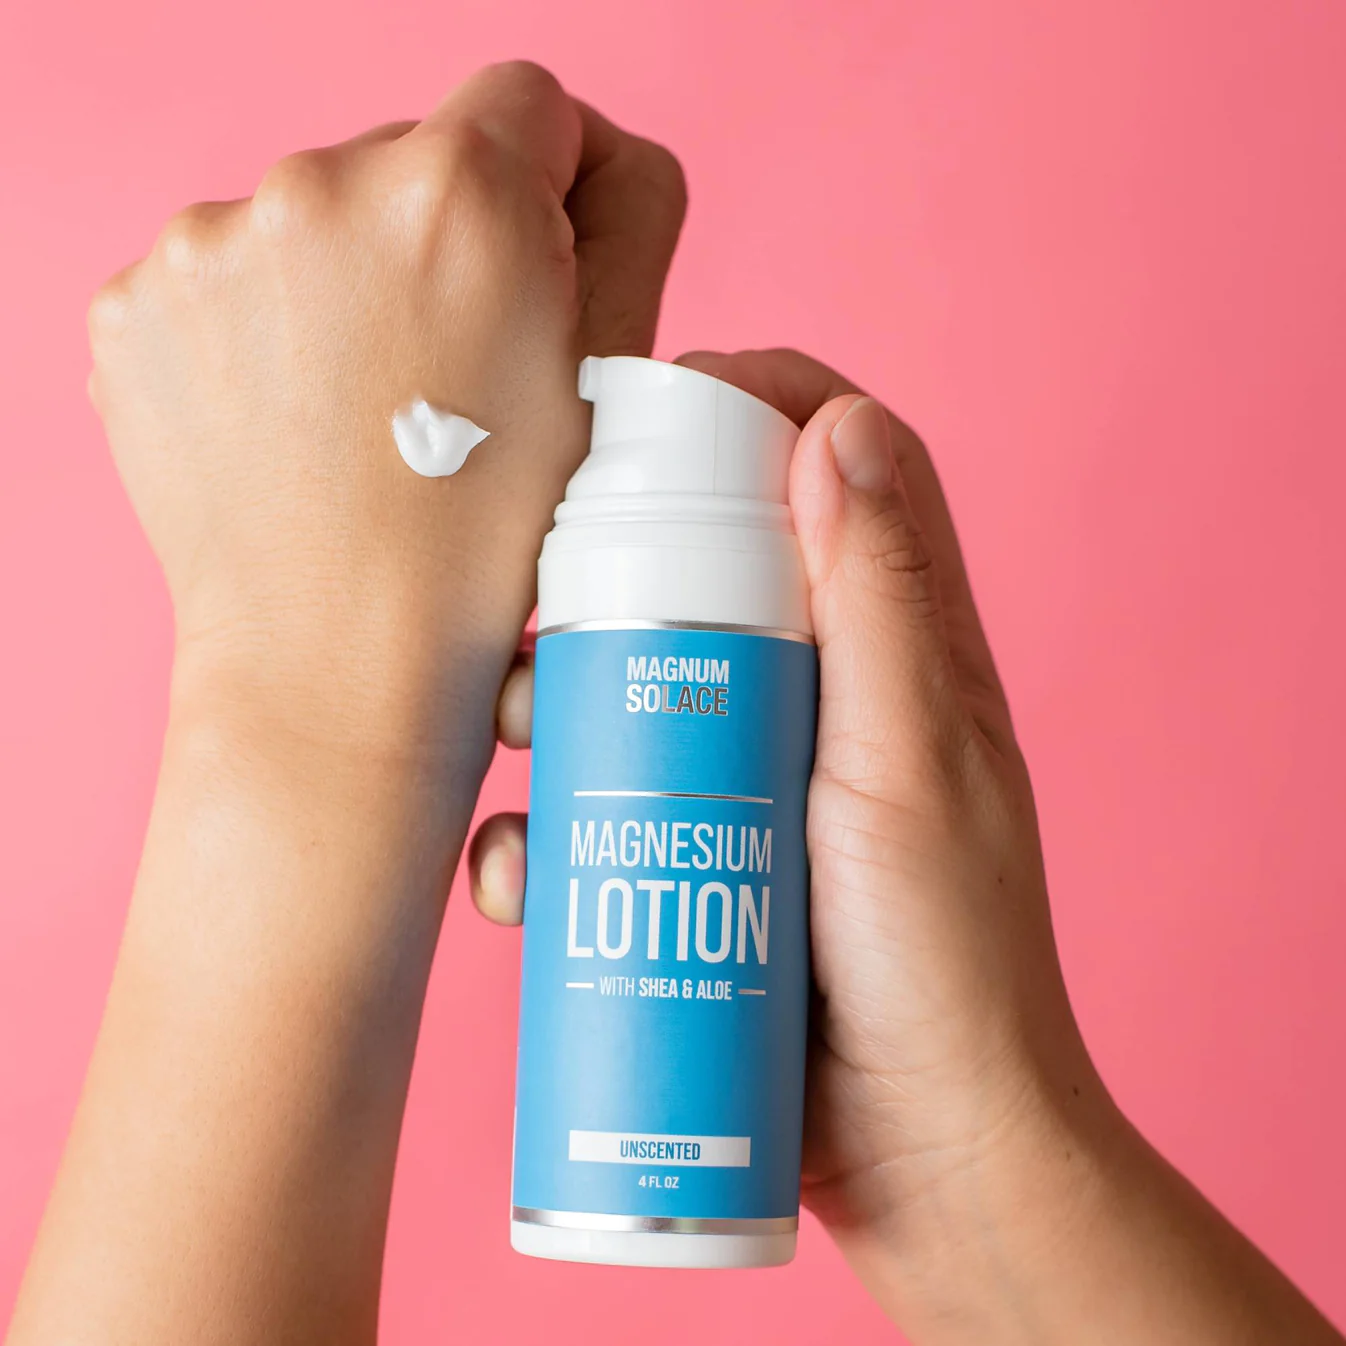 MAGNUM
SOLACE
MAGNESIUM
LOTION
WITH SHEA & ALOE
UNSCENTED
4 FL OZ